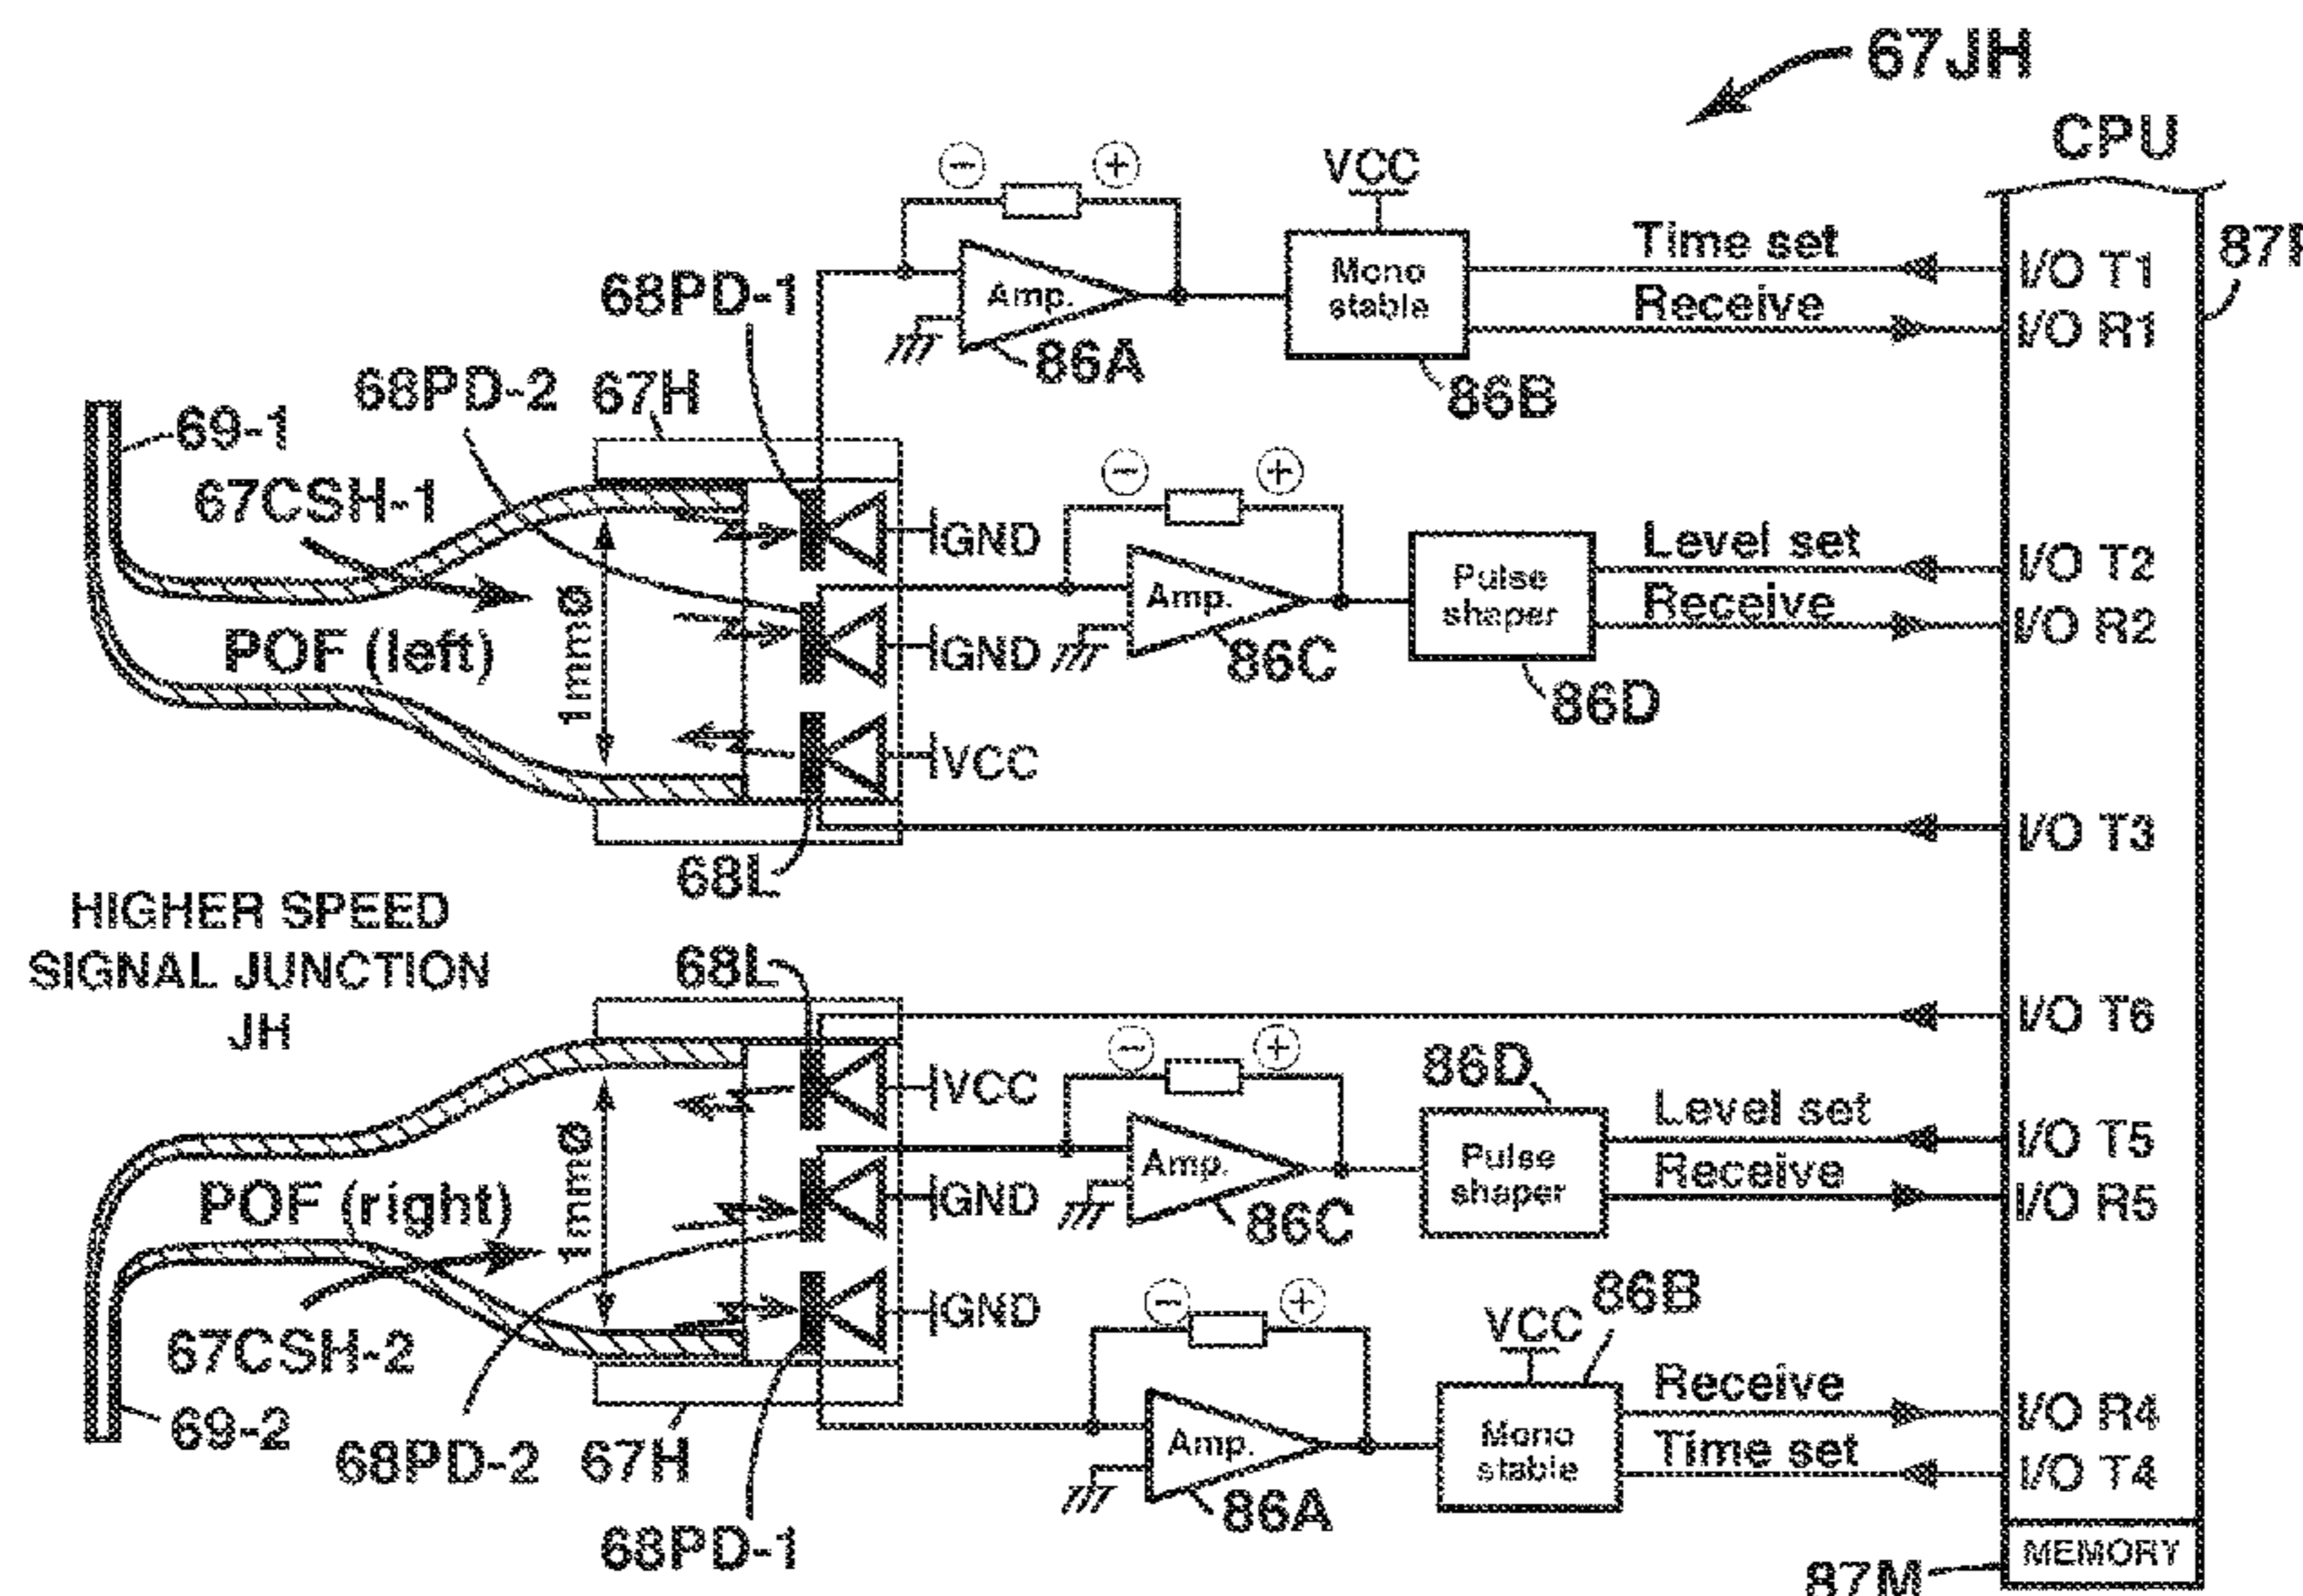 67JH
CPU
VCC
− +
Time set
I/O T1
68PD-1
Amp.
Mono stable
Receive
I/O R1
86A
86B
68PD-2
67H
69-1
67CSH-1
− +
GND
Level set
I/O T2
1mmØ
Amp.
Pulse shaper
Receive
I/O R2
POF (left)
GND
86C
86D
VCC
I/O T3
68L
HIGHER SPEED
SIGNAL JUNCTION
JH
68L
I/O T6
− +
86D
VCC
Level set
I/O T5
1mmØ
Amp.
Pulse shaper
Receive
I/O R5
POF (right)
GND
86C
− +
86B
GND
VCC
67CSH-2
Receive
I/O R4
69-2
68PD-2
67H
Amp.
Mono stable
Time set
I/O T4
86A
68PD-1
MEMORY
87M